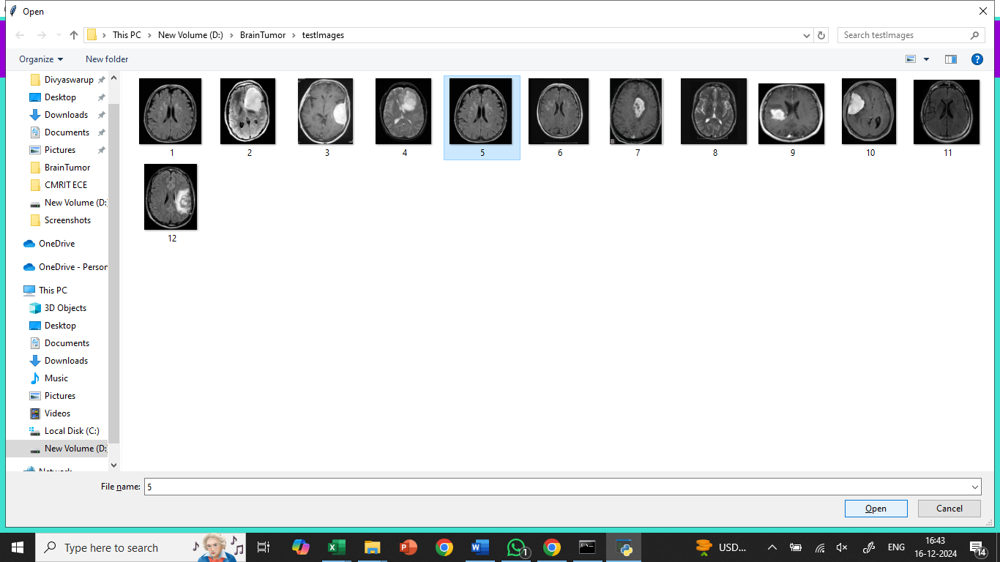 Open
This PC > New Volume (D:) > BrainTumor > testImages
Search testImages
Organize
New folder
Divyaswarup
Desktop
Downloads
Documents
Pictures
BrainTumor
CMRIT ECE
New Volume (D:
Screenshots
OneDrive
OneDrive - Person
This PC
3D Objects
Desktop
Documents
Downloads
Music
Pictures
Videos
Local Disk (C:)
New Volume (D:
Network
1
2
3
4
5
6
7
8
9
10
11
12
B
File name:
5
Open
Cancel
Type here to search
1
USD...
ENG
16:43
16-12-2024
14